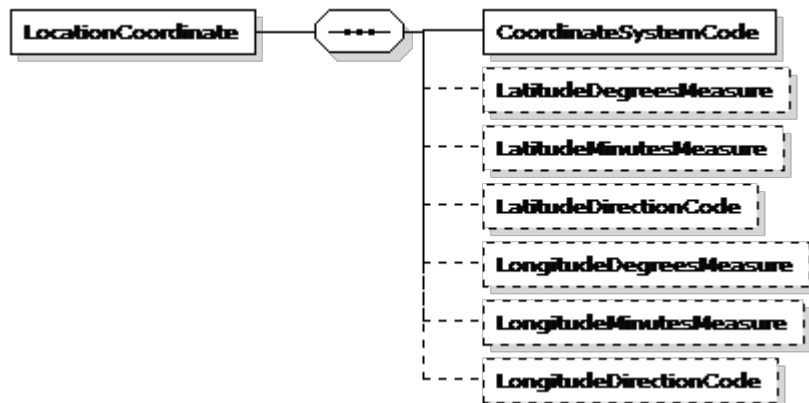 LocationCoordinate
CoordinateSystemCode
LatitudeDegreesMeasure
LatitudeMinutesMeasure
LatitudeDirectionCode
LongitudeDegreesMeasure
LongitudeMinutesMeasure
LongitudeDirectionCode